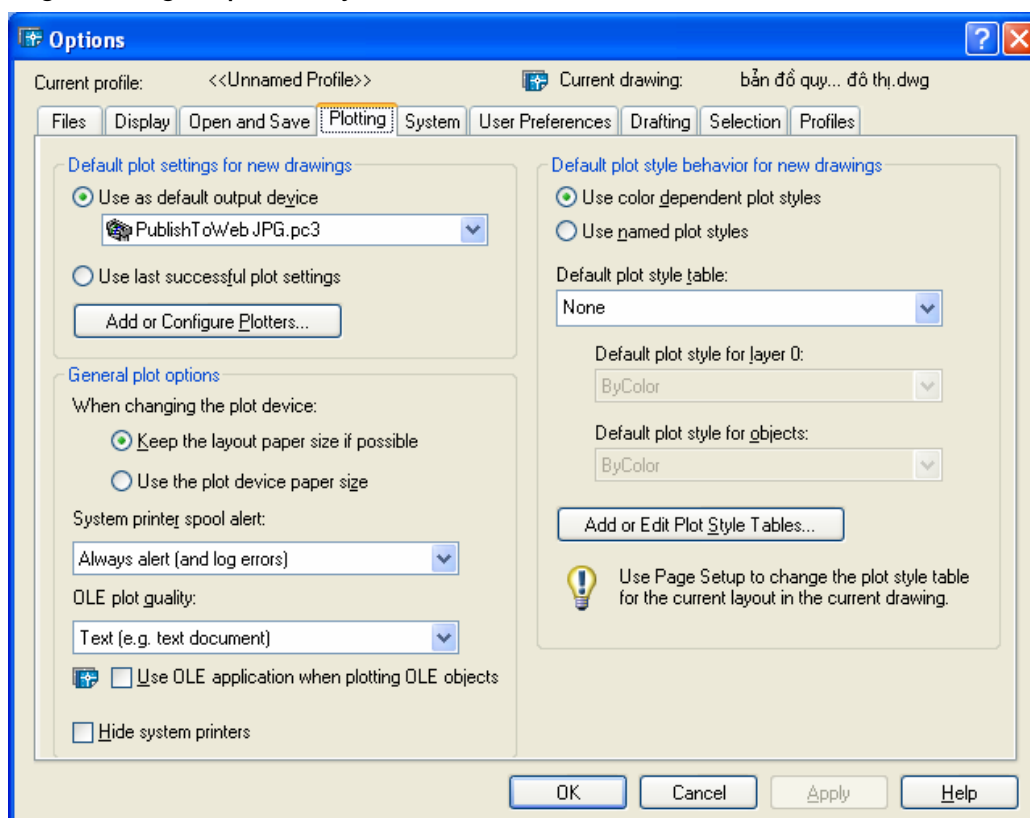 Options
Current profile: <<Unnamed Profile>> Current drawing: bản đồ quy... đô thị.dwg
Files Display Open and Save Plotting System User Preferences Drafting Selection Profiles
Default plot settings for new drawings
Use as default output device
PublishToWeb JPG.pc3
Use last successful plot settings
Add or Configure Plotters...
General plot options
When changing the plot device:
Keep the layout paper size if possible
Use the plot device paper size
System printer spool alert:
Always alert (and log errors)
OLE plot quality:
Text (e.g. text document)
Use OLE application when plotting OLE objects
Hide system printers
Default plot style behavior for new drawings
Use color dependent plot styles
Use named plot styles
Default plot style table:
None
Default plot style for layer 0:
ByColor
Default plot style for objects:
ByColor
Add or Edit Plot Style Tables...
Use Page Setup to change the plot style table
for the current layout in the current drawing.
OK Cancel Apply Help